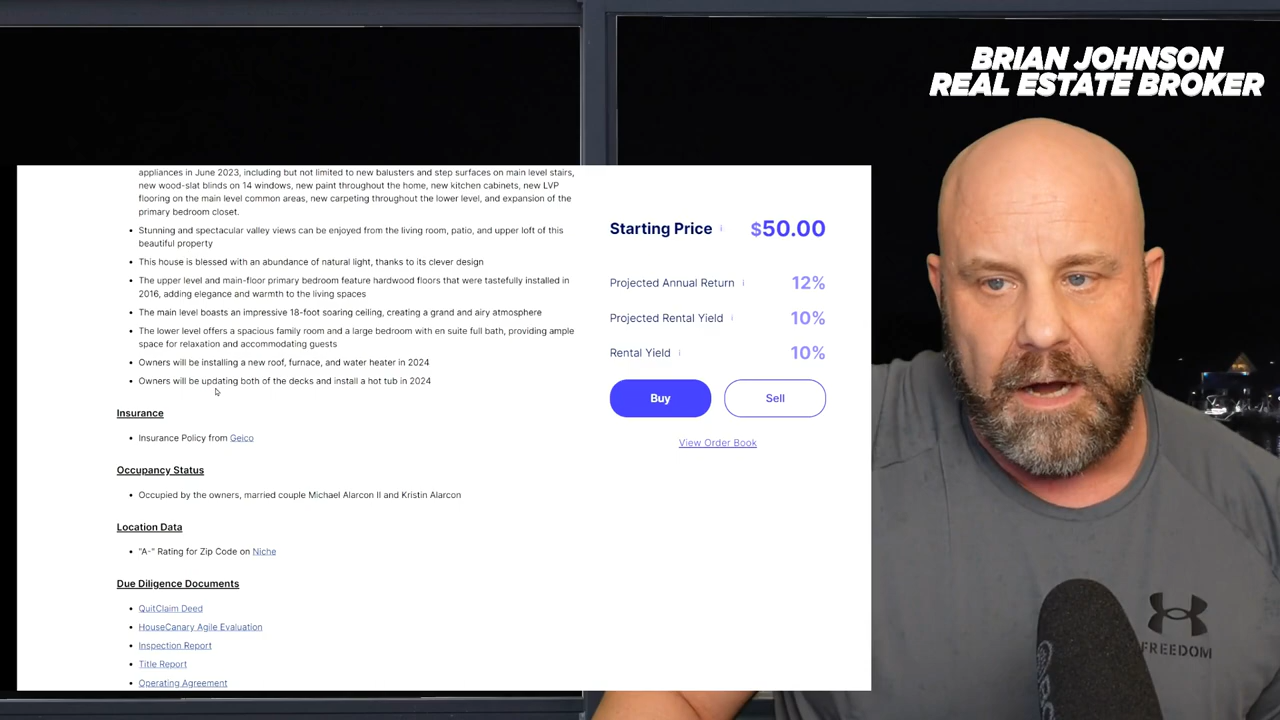 BRIAN JOHNSON
REAL ESTATE BROKER
appliances in June 2023, including but not limited to new balusters and step surfaces on main level stairs,
new wood-slat blinds on 14 windows, new paint throughout the home, new kitchen cabinets, new LVP
flooring on the main level common areas, new carpeting throughout the lower level, and expansion of the
primary bedroom closet.
• Stunning and spectacular valley views can be enjoyed from the living room, patio, and upper loft of this
beautiful property
• This house is blessed with an abundance of natural light, thanks to its clever design
• The upper level and main-floor primary bedroom feature hardwood floors that were tastefully installed in
2016, adding elegance and warmth to the living spaces
• The main level boasts an impressive 18-foot soaring ceiling, creating a grand and airy atmosphere
• The lower level offers a spacious family room and a large bedroom with en suite full bath, providing ample
space for relaxation and accommodating guests
• Owners will be installing a new roof, furnace, and water heater in 2024
• Owners will be updating both of the decks and install a hot tub in 2024
Insurance
• Insurance Policy from Geico
Occupancy Status
• Occupied by the owners, married couple Michael Alarcon II and Kristin Alarcon
Location Data
• "A-" Rating for Zip Code on Niche
Due Diligence Documents
• QuitClaim Deed
• HouseCanary Agile Evaluation
• Inspection Report
• Title Report
• Operating Agreement
Starting Price i $50.00
Projected Annual Return i 12%
Projected Rental Yield i 10%
Rental Yield i 10%
Buy Sell
View Order Book
FREEDOM